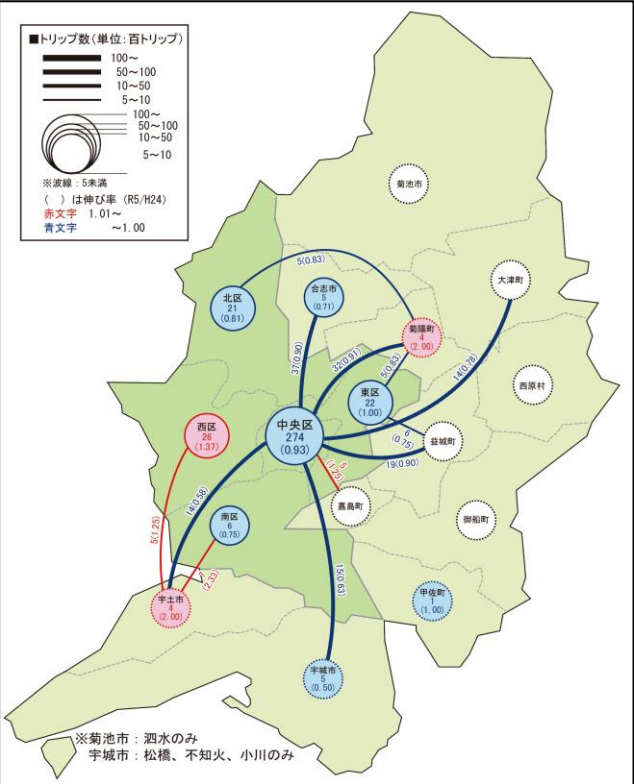 ■トリップ数(単位:百トリップ)
100～
50～100
10～50
5～10
100～
50～100
10～50
5～10
※波線:5未満
( )は伸び率 (R5/H24)
赤文字 1.01～
青文字 ～1.00
菊池市
大津町
5(0.83)
北区
21
(0.81)
合志市
5
(0.71)
菊陽町
4
(2.00)
37(0.90)
32(0.91)
5(0.83)
14(0.78)
西原村
東区
22
(1.00)
中央区
274
(0.93)
西区
26
(1.37)
6
(0.75)
益城町
19(0.90)
5
(1.25)
嘉島町
14(0.58)
南区
6
(0.75)
御船町
5(1.25)
15(0.63)
7
(2.33)
宇土市
4
(2.00)
甲佐町
1
(1.00)
宇城市
5
(0.50)
※菊池市:泗水のみ
宇城市:松橋、不知火、小川のみ